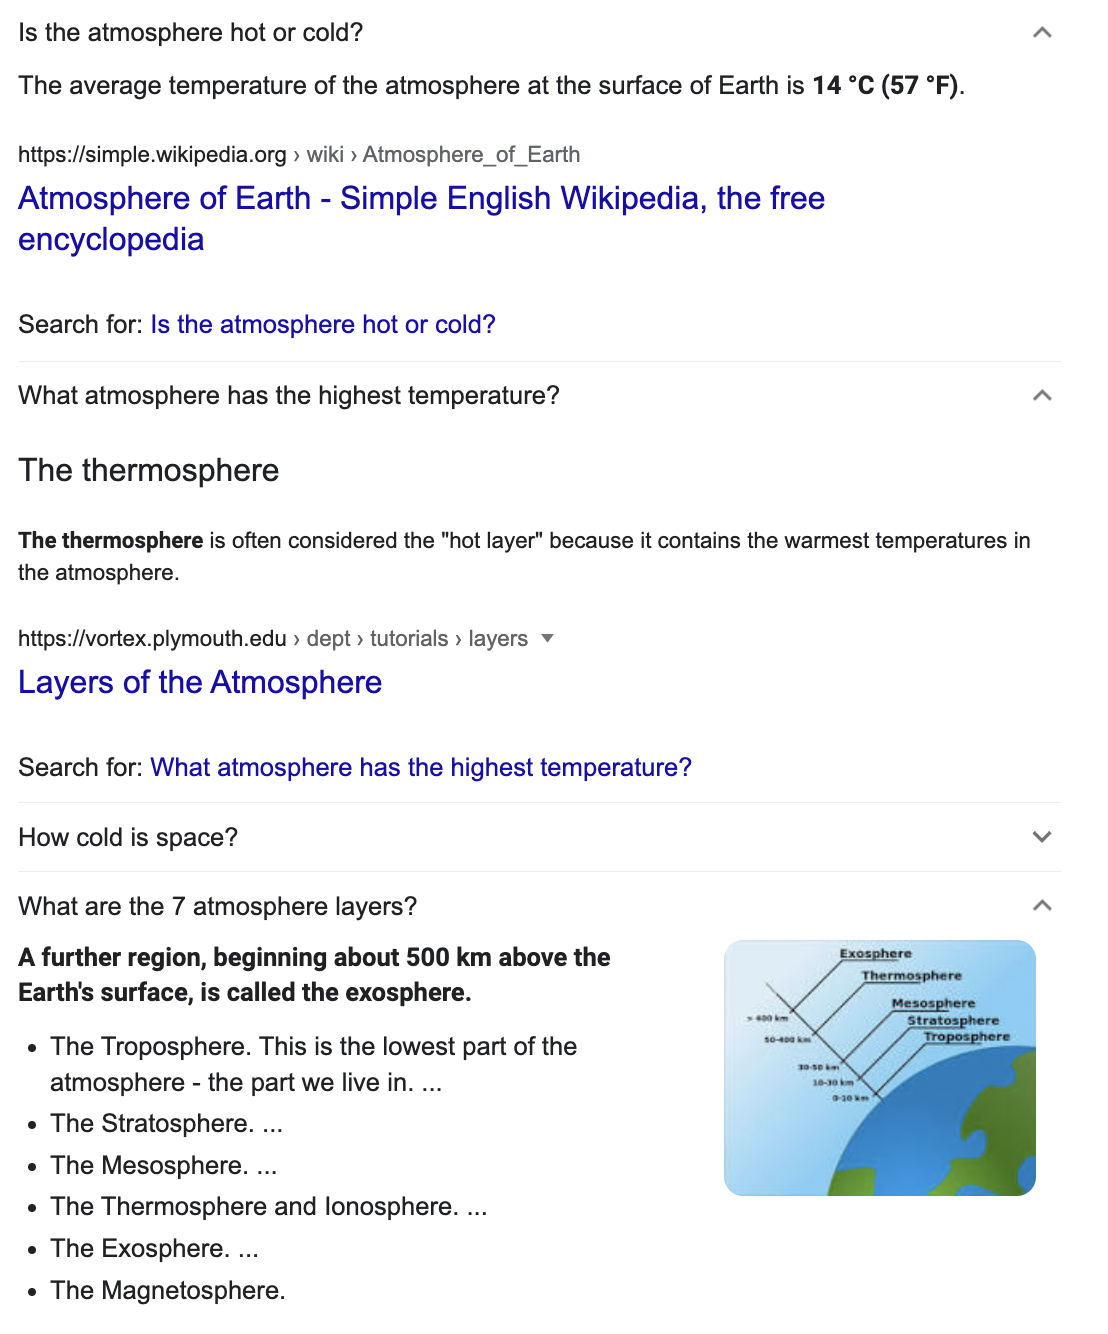 Is the atmosphere hot or cold?
The average temperature of the atmosphere at the surface of Earth is 14 °C (57 °F).
https://simple.wikipedia.org › wiki › Atmosphere_of_Earth
Atmosphere of Earth - Simple English Wikipedia, the free
encyclopedia
Search for: Is the atmosphere hot or cold?
What atmosphere has the highest temperature?
The thermosphere
The thermosphere is often considered the "hot layer" because it contains the warmest temperatures in
the atmosphere.
https://vortex.plymouth.edu › dept › tutorials › layers
Layers of the Atmosphere
Search for: What atmosphere has the highest temperature?
How cold is space?
What are the 7 atmosphere layers?
A further region, beginning about 500 km above the
Earth's surface, is called the exosphere.
• The Troposphere. This is the lowest part of the
atmosphere - the part we live in. ...
• The Stratosphere. ...
• The Mesosphere. ...
• The Thermosphere and Ionosphere. ...
• The Exosphere. ...
• The Magnetosphere.
Exosphere
Thermosphere
Mesosphere
Stratosphere
Troposphere
> 400 km
50-400 km
30-50 km
10-30 km
0-10 km